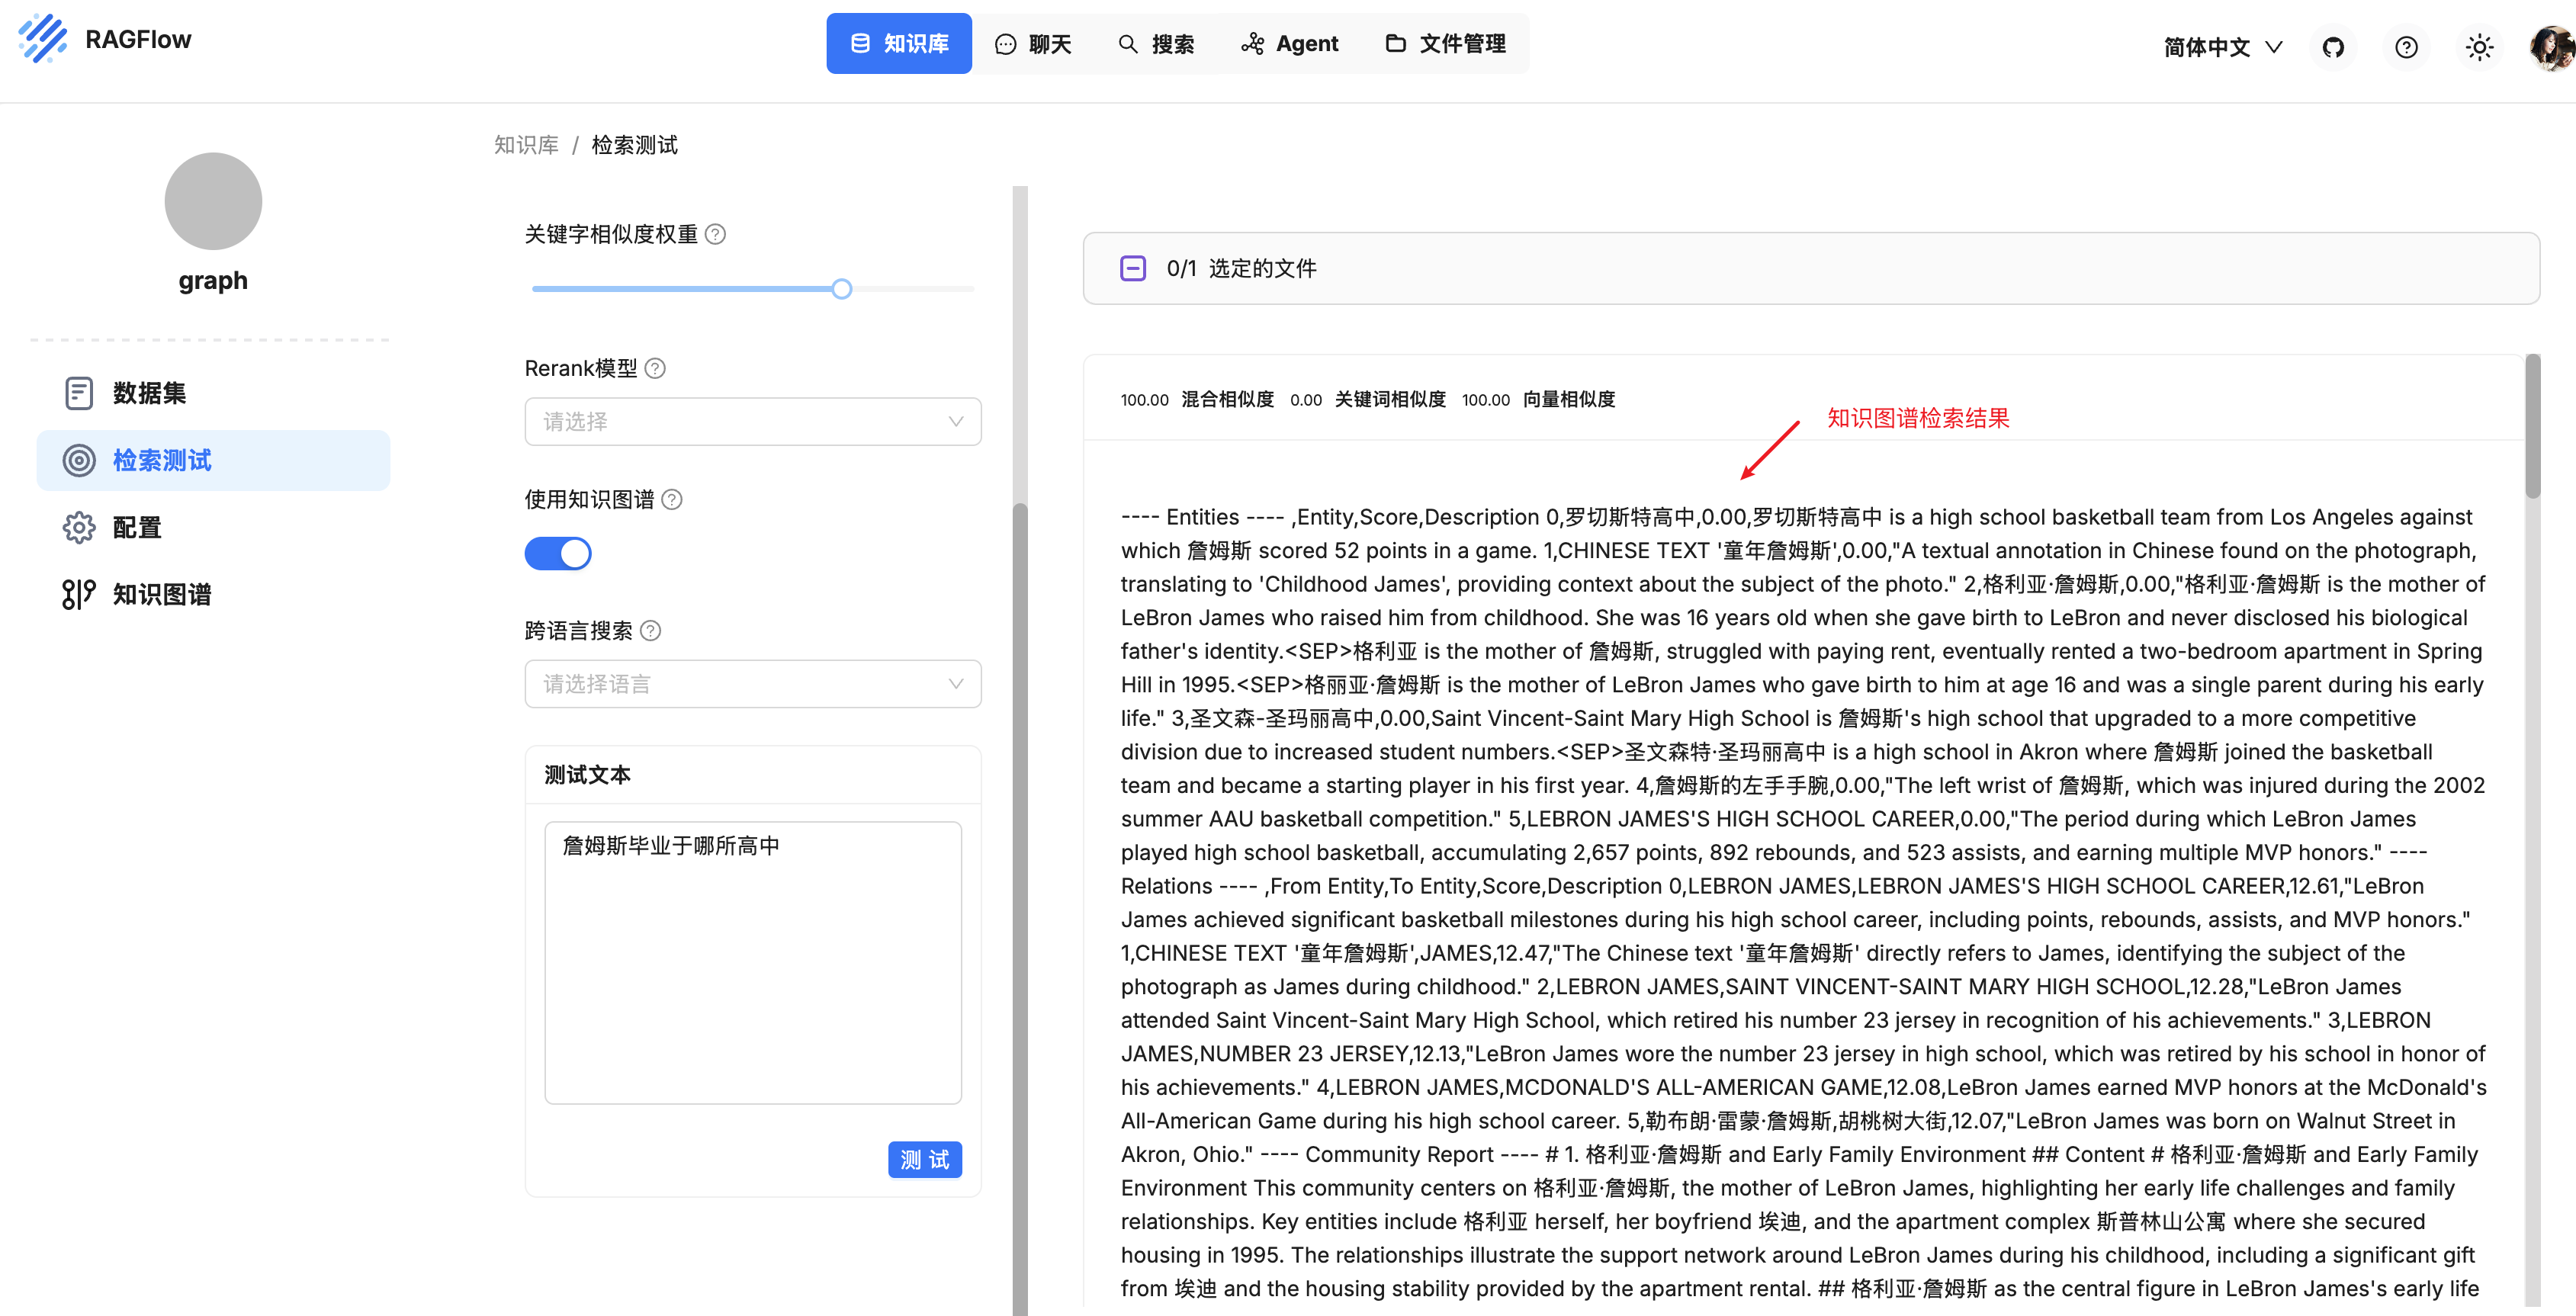 RAGFlow
知识库
聊天
搜索
Agent
文件管理
简体中文
graph
数据集
检索测试
配置
知识图谱
知识库 / 检索测试
关键字相似度权重
Rerank模型
请选择
使用知识图谱
跨语言搜索
请选择语言
测试文本
詹姆斯毕业于哪所高中
测 试
0/1 选定的文件
100.00 混合相似度 0.00 关键词相似度 100.00 向量相似度
知识图谱检索结果
---- Entities ---- ,Entity,Score,Description 0,罗切斯特高中,0.00,罗切斯特高中 is a high school basketball team from Los Angeles against
which 詹姆斯 scored 52 points in a game. 1,CHINESE TEXT '童年詹姆斯',0.00,"A textual annotation in Chinese found on the photograph,
translating to 'Childhood James', providing context about the subject of the photo." 2,格利亚·詹姆斯,0.00,"格利亚·詹姆斯 is the mother of
LeBron James who raised him from childhood. She was 16 years old when she gave birth to LeBron and never disclosed his biological
father's identity.<SEP>格利亚 is the mother of 詹姆斯, struggled with paying rent, eventually rented a two-bedroom apartment in Spring
Hill in 1995.<SEP>格丽亚·詹姆斯 is the mother of LeBron James who gave birth to him at age 16 and was a single parent during his early
life." 3,圣文森-圣玛丽高中,0.00,Saint Vincent-Saint Mary High School is 詹姆斯's high school that upgraded to a more competitive
division due to increased student numbers.<SEP>圣文森特·圣玛丽高中 is a high school in Akron where 詹姆斯 joined the basketball
team and became a starting player in his first year. 4,詹姆斯的左手手腕,0.00,"The left wrist of 詹姆斯, which was injured during the 2002
summer AAU basketball competition." 5,LEBRON JAMES'S HIGH SCHOOL CAREER,0.00,"The period during which LeBron James
played high school basketball, accumulating 2,657 points, 892 rebounds, and 523 assists, and earning multiple MVP honors." ----
Relations ---- ,From Entity,To Entity,Score,Description 0,LEBRON JAMES,LEBRON JAMES'S HIGH SCHOOL CAREER,12.61,"LeBron
James achieved significant basketball milestones during his high school career, including points, rebounds, assists, and MVP honors."
1,CHINESE TEXT '童年詹姆斯',JAMES,12.47,"The Chinese text '童年詹姆斯' directly refers to James, identifying the subject of the
photograph as James during childhood." 2,LEBRON JAMES,SAINT VINCENT-SAINT MARY HIGH SCHOOL,12.28,"LeBron James
attended Saint Vincent-Saint Mary High School, which retired his number 23 jersey in recognition of his achievements." 3,LEBRON
JAMES,NUMBER 23 JERSEY,12.13,"LeBron James wore the number 23 jersey in high school, which was retired by his school in honor of
his achievements." 4,LEBRON JAMES,MCDONALD'S ALL-AMERICAN GAME,12.08,LeBron James earned MVP honors at the McDonald's
All-American Game during his high school career. 5,勒布朗·雷蒙·詹姆斯,胡桃树大街,12.07,"LeBron James was born on Walnut Street in
Akron, Ohio." ---- Community Report ---- # 1. 格利亚·詹姆斯 and Early Family Environment ## Content # 格利亚·詹姆斯 and Early Family
Environment This community centers on 格利亚·詹姆斯, the mother of LeBron James, highlighting her early life challenges and family
relationships. Key entities include 格利亚 herself, her boyfriend 埃迪, and the apartment complex 斯普林山公寓 where she secured
housing in 1995. The relationships illustrate the support network around LeBron James during his childhood, including a significant gift
from 埃迪 and the housing stability provided by the apartment rental. ## 格利亚·詹姆斯 as the central figure in LeBron James's early life